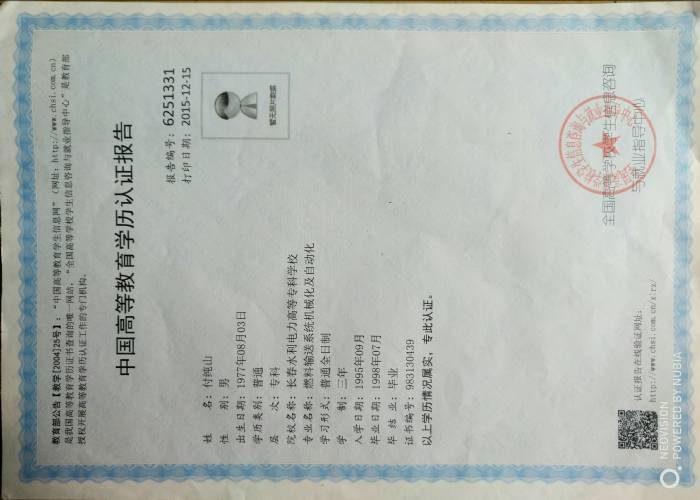 教育部公告【教学[2004]25号】："中国高等教育学生信息网"(网址：http://www.chsi.com.cn)
是我国高等教育学历证书查询的唯一网站，"全国高等学校学生信息咨询与就业指导中心"是教育部
授权开展高等教育学历认证工作的专门机构。
中国高等教育学历认证报告
报告编号：6251331
打印日期：2015-12-15
暂无照片数据
姓 名：付纯山
性 别：男
出生日期：1977年08月03日
学历类别：普通
层 次：专科
院校名称：长春水利电力高等专科学校
专业名称：燃料输送系统机械化及自动化
学习形式：普通全日制
学 制：三年
入学日期：1995年09月
毕业日期：1998年07月
毕 结 业：毕业
证书编号：983130439
以上学历情况属实，专此认证。
全国高等学校学生信息咨询
与就业指导中心
认证报告在线验证网址：
http://www.chsi.com.cn/xlrz/
NEOVISION
POWERED BY NUBIA